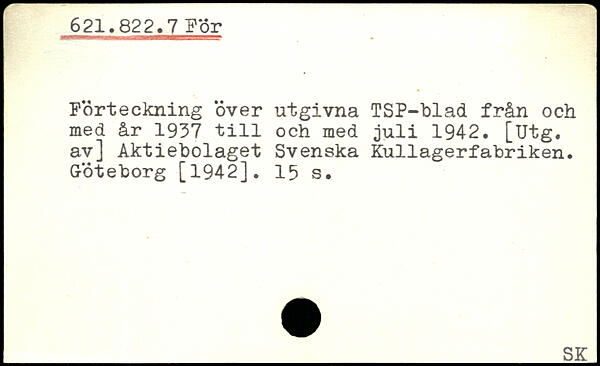 621.822.7 För
Förteckning över utgivna TSP-blad från och
med år 1937 till och med juli 1942. [Utg.
av] Aktiebolaget Svenska Kullagerfabriken.
Göteborg [1942]. 15 s.
SK